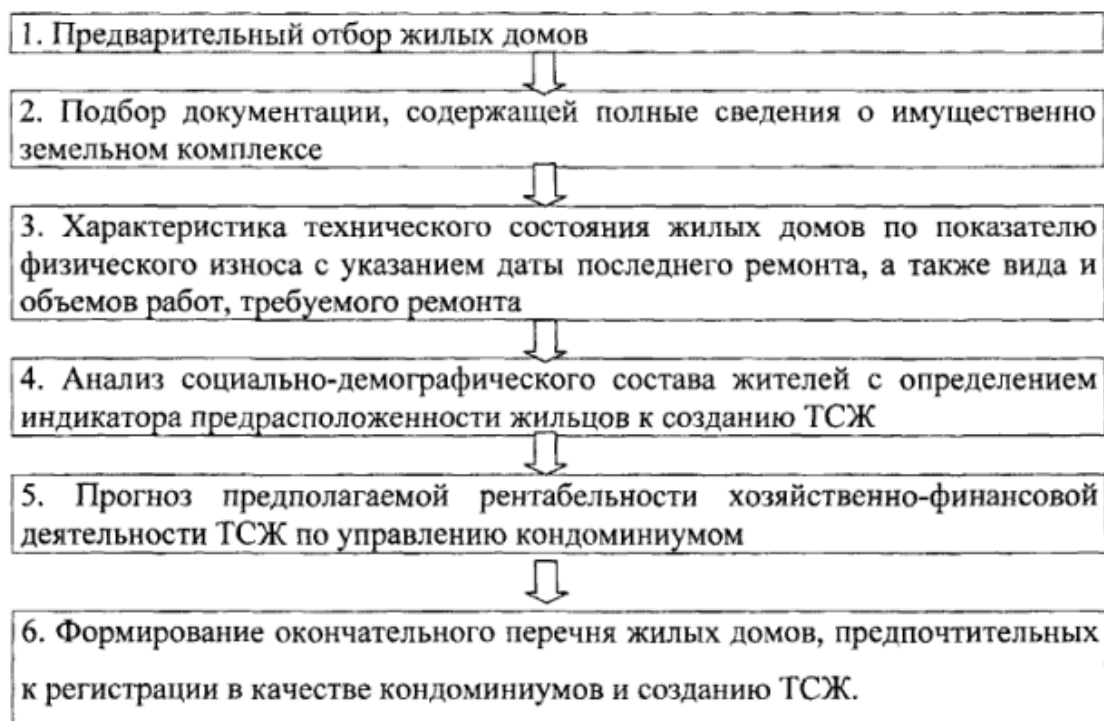 1. Предварительный отбор жилых домов
2. Подбор документации, содержащей полные сведения о имущественно
земельном комплексе
3. Характеристика технического состояния жилых домов по показателю
физического износа с указанием даты последнего ремонта, а также вида и
объемов работ, требуемого ремонта
4. Анализ социально-демографического состава жителей с определением
индикатора предрасположенности жильцов к созданию ТСЖ
5. Прогноз предполагаемой рентабельности хозяйственно-финансовой
деятельности ТСЖ по управлению кондоминиумом
6. Формирование окончательного перечня жилых домов, предпочтительных
к регистрации в качестве кондоминиумов и созданию ТСЖ.